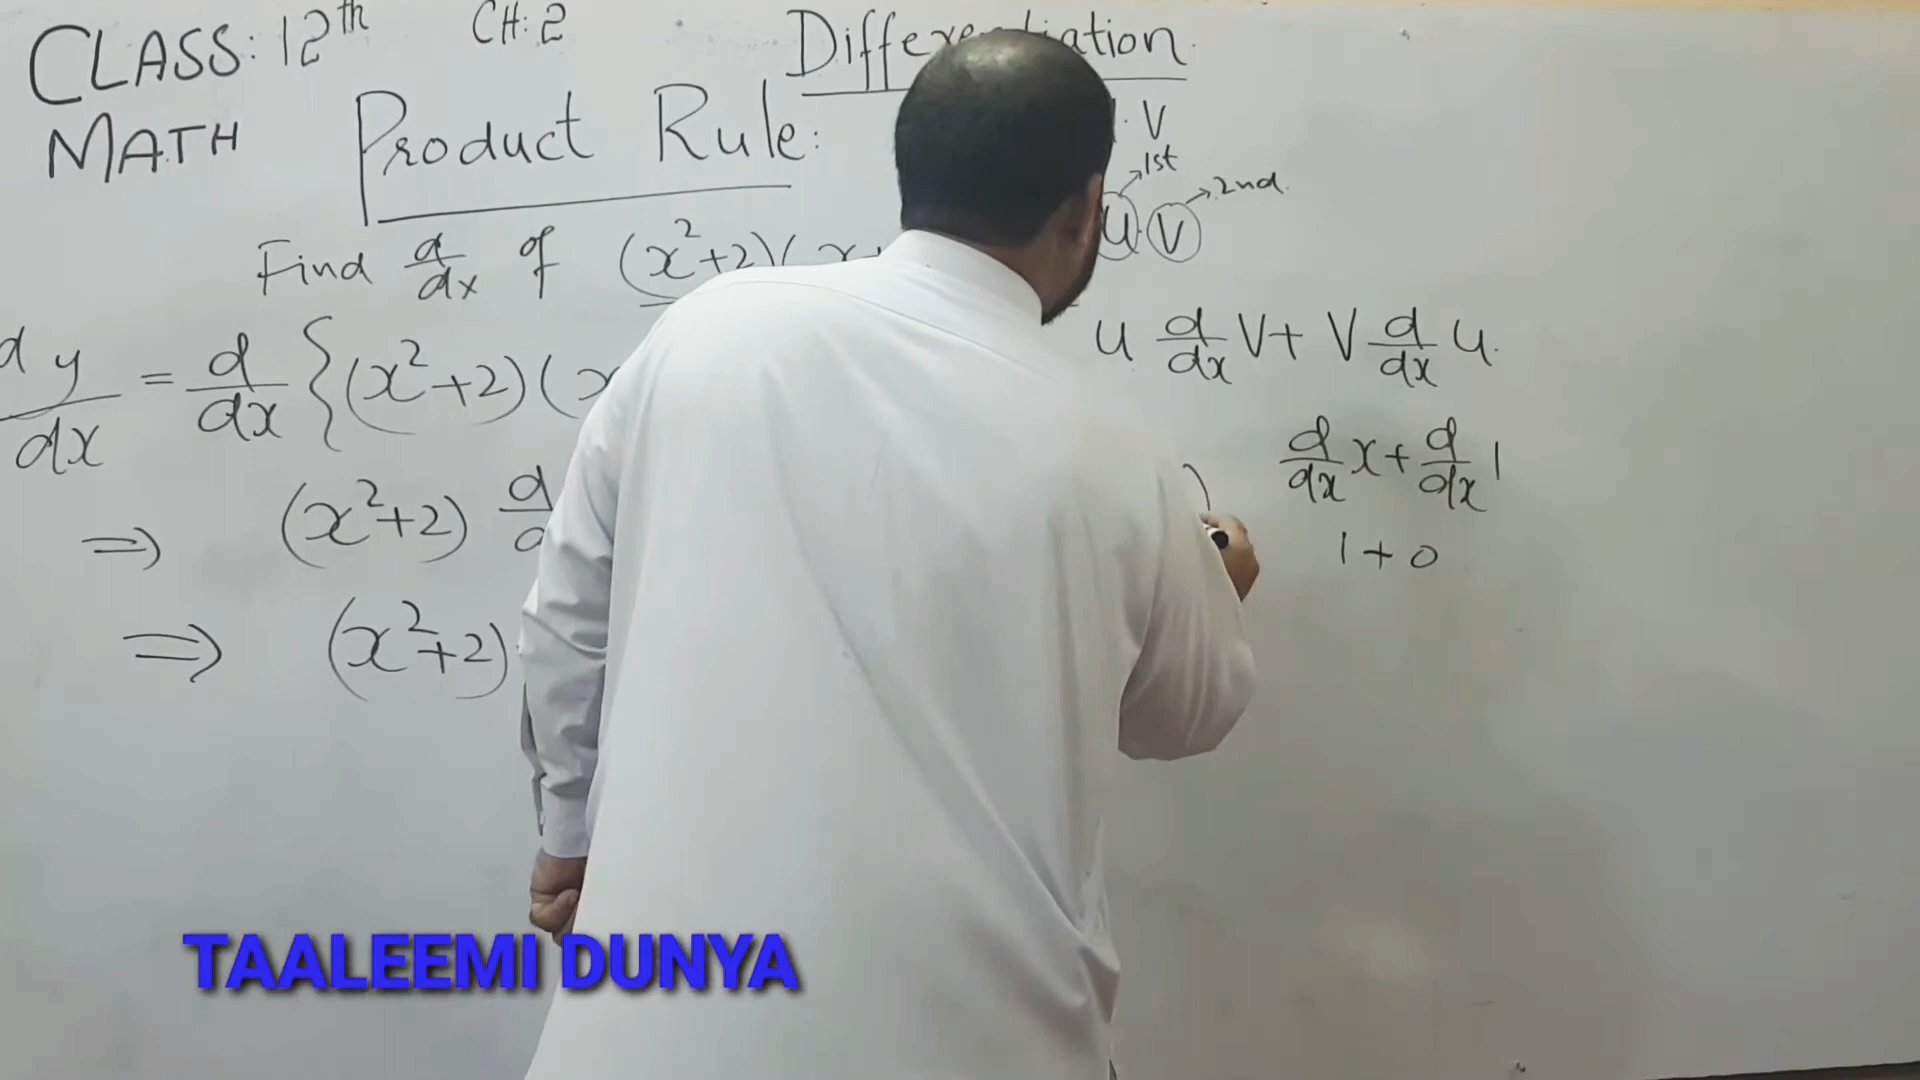 CLASS: 12th CH: 2 Differentiation
MATH Product Rule: · V
1st
2nd
U V
Find d/dx of (x²+2)(x
dy/dx = d/dx {(x²+2)(x
U d/dx V + V d/dx U.
⇒ (x²+2) d
d/dx x + d/dx 1
1 + 0
⇒ (x²+2)
TAALEEMI DUNYA